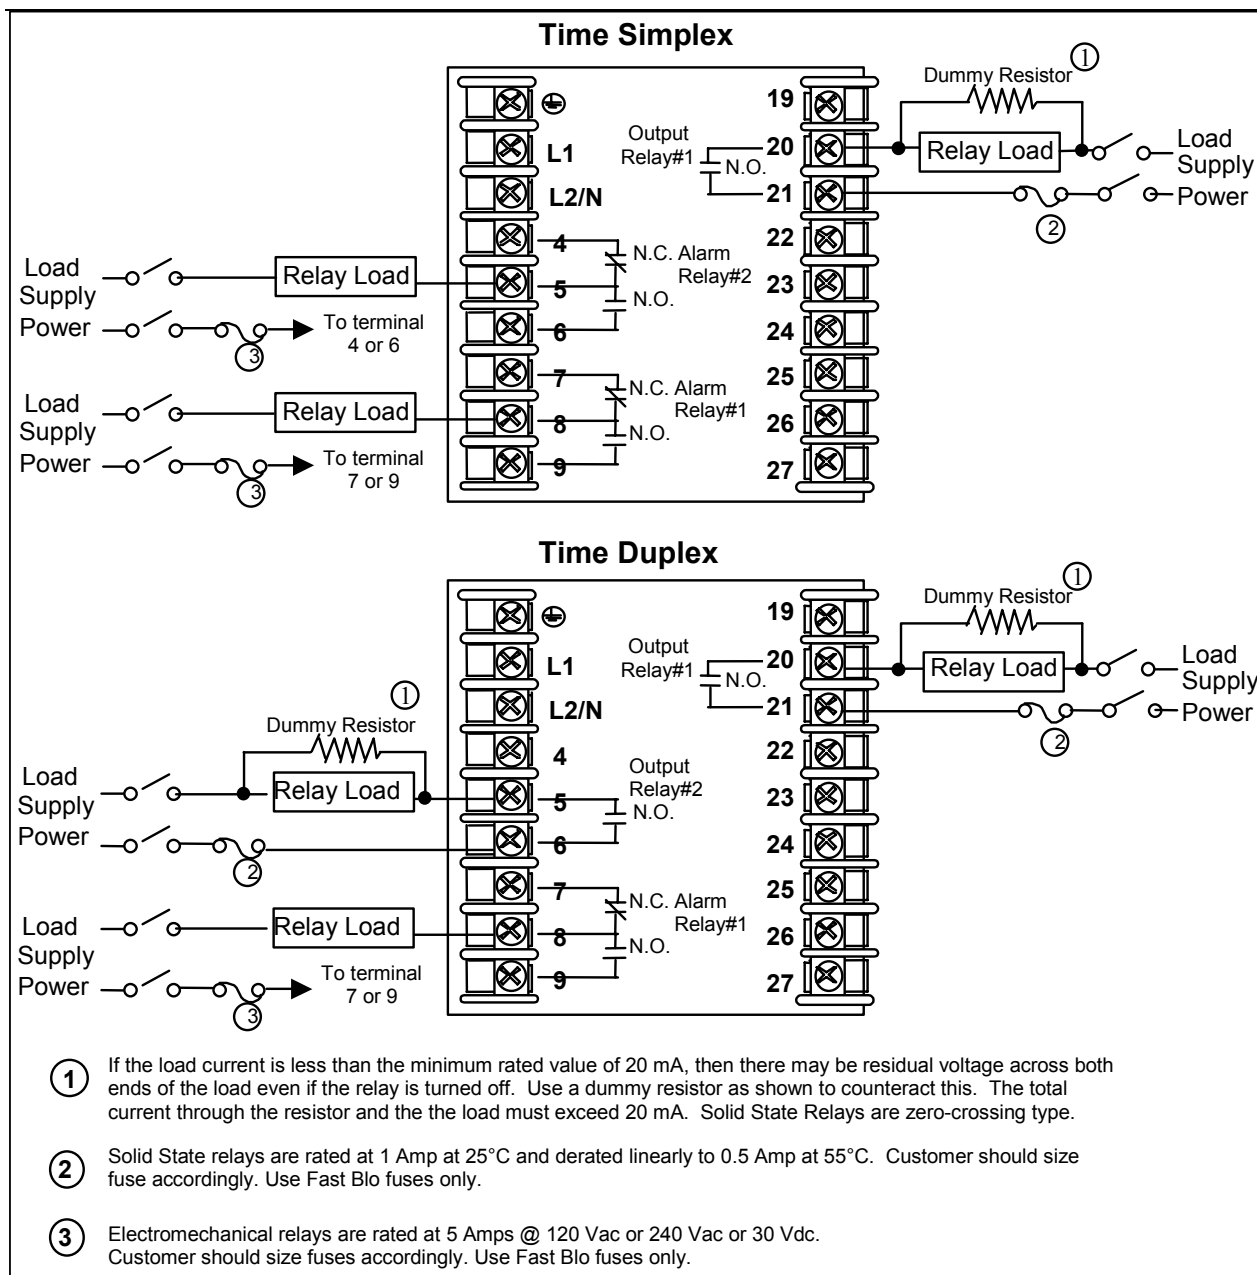 Time Simplex
1
Dummy Resistor
19
Output
Relay#1
N.O.
20
Relay Load
Load
Supply
L1
L2/N
21
Power
2
4
22
N.C. Alarm
Relay#2
Load
Supply
Relay Load
5
23
N.O.
Power
3
To terminal
4 or 6
6
24
7
25
N.C. Alarm
Relay#1
Load
Supply
Relay Load
8
26
N.O.
Power
3
To terminal
7 or 9
9
27
Time Duplex
1
Dummy Resistor
19
Output
Relay#1
N.O.
20
Relay Load
Load
Supply
L1
L2/N
21
Power
2
1
Dummy Resistor
4
22
Output
Relay#2
N.O.
Load
Supply
Relay Load
5
23
Power
2
6
24
7
25
N.C. Alarm
Relay#1
Load
Supply
Relay Load
8
26
N.O.
Power
3
To terminal
7 or 9
9
27
1 If the load current is less than the minimum rated value of 20 mA, then there may be residual voltage across both
ends of the load even if the relay is turned off. Use a dummy resistor as shown to counteract this. The total
current through the resistor and the the load must exceed 20 mA. Solid State Relays are zero-crossing type.
2 Solid State relays are rated at 1 Amp at 25°C and derated linearly to 0.5 Amp at 55°C. Customer should size
fuse accordingly. Use Fast Blo fuses only.
3 Electromechanical relays are rated at 5 Amps @ 120 Vac or 240 Vac or 30 Vdc.
Customer should size fuses accordingly. Use Fast Blo fuses only.